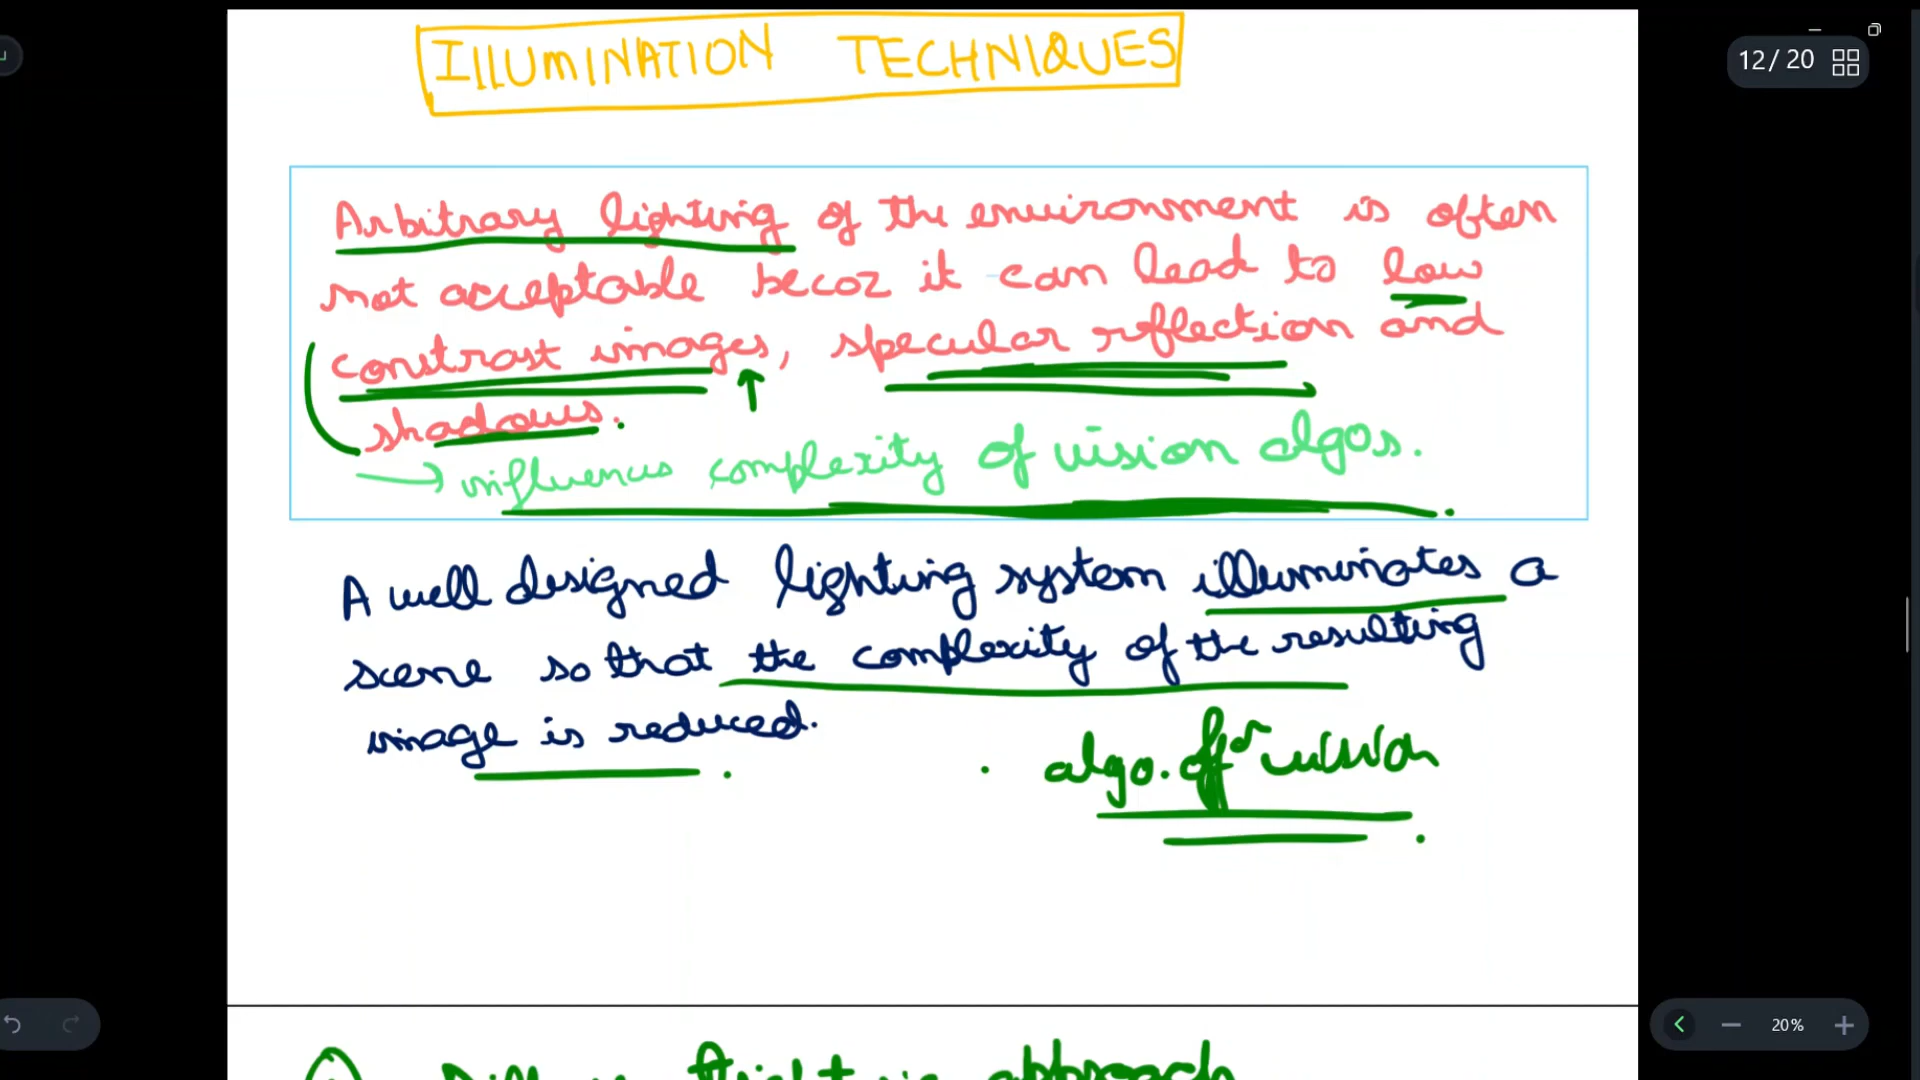 ILLUMINATION TECHNIQUES
12/ 20
Arbitrary lighting of the environment is often
not acceptable becoz it can lead to low
constrast images, specular reflection and
shadows.
→ influences complexity of vision algos.
A well designed lighting system illuminates a
scene so that the complexity of the resulting
image is reduced.
algo. for vision
20%
approach